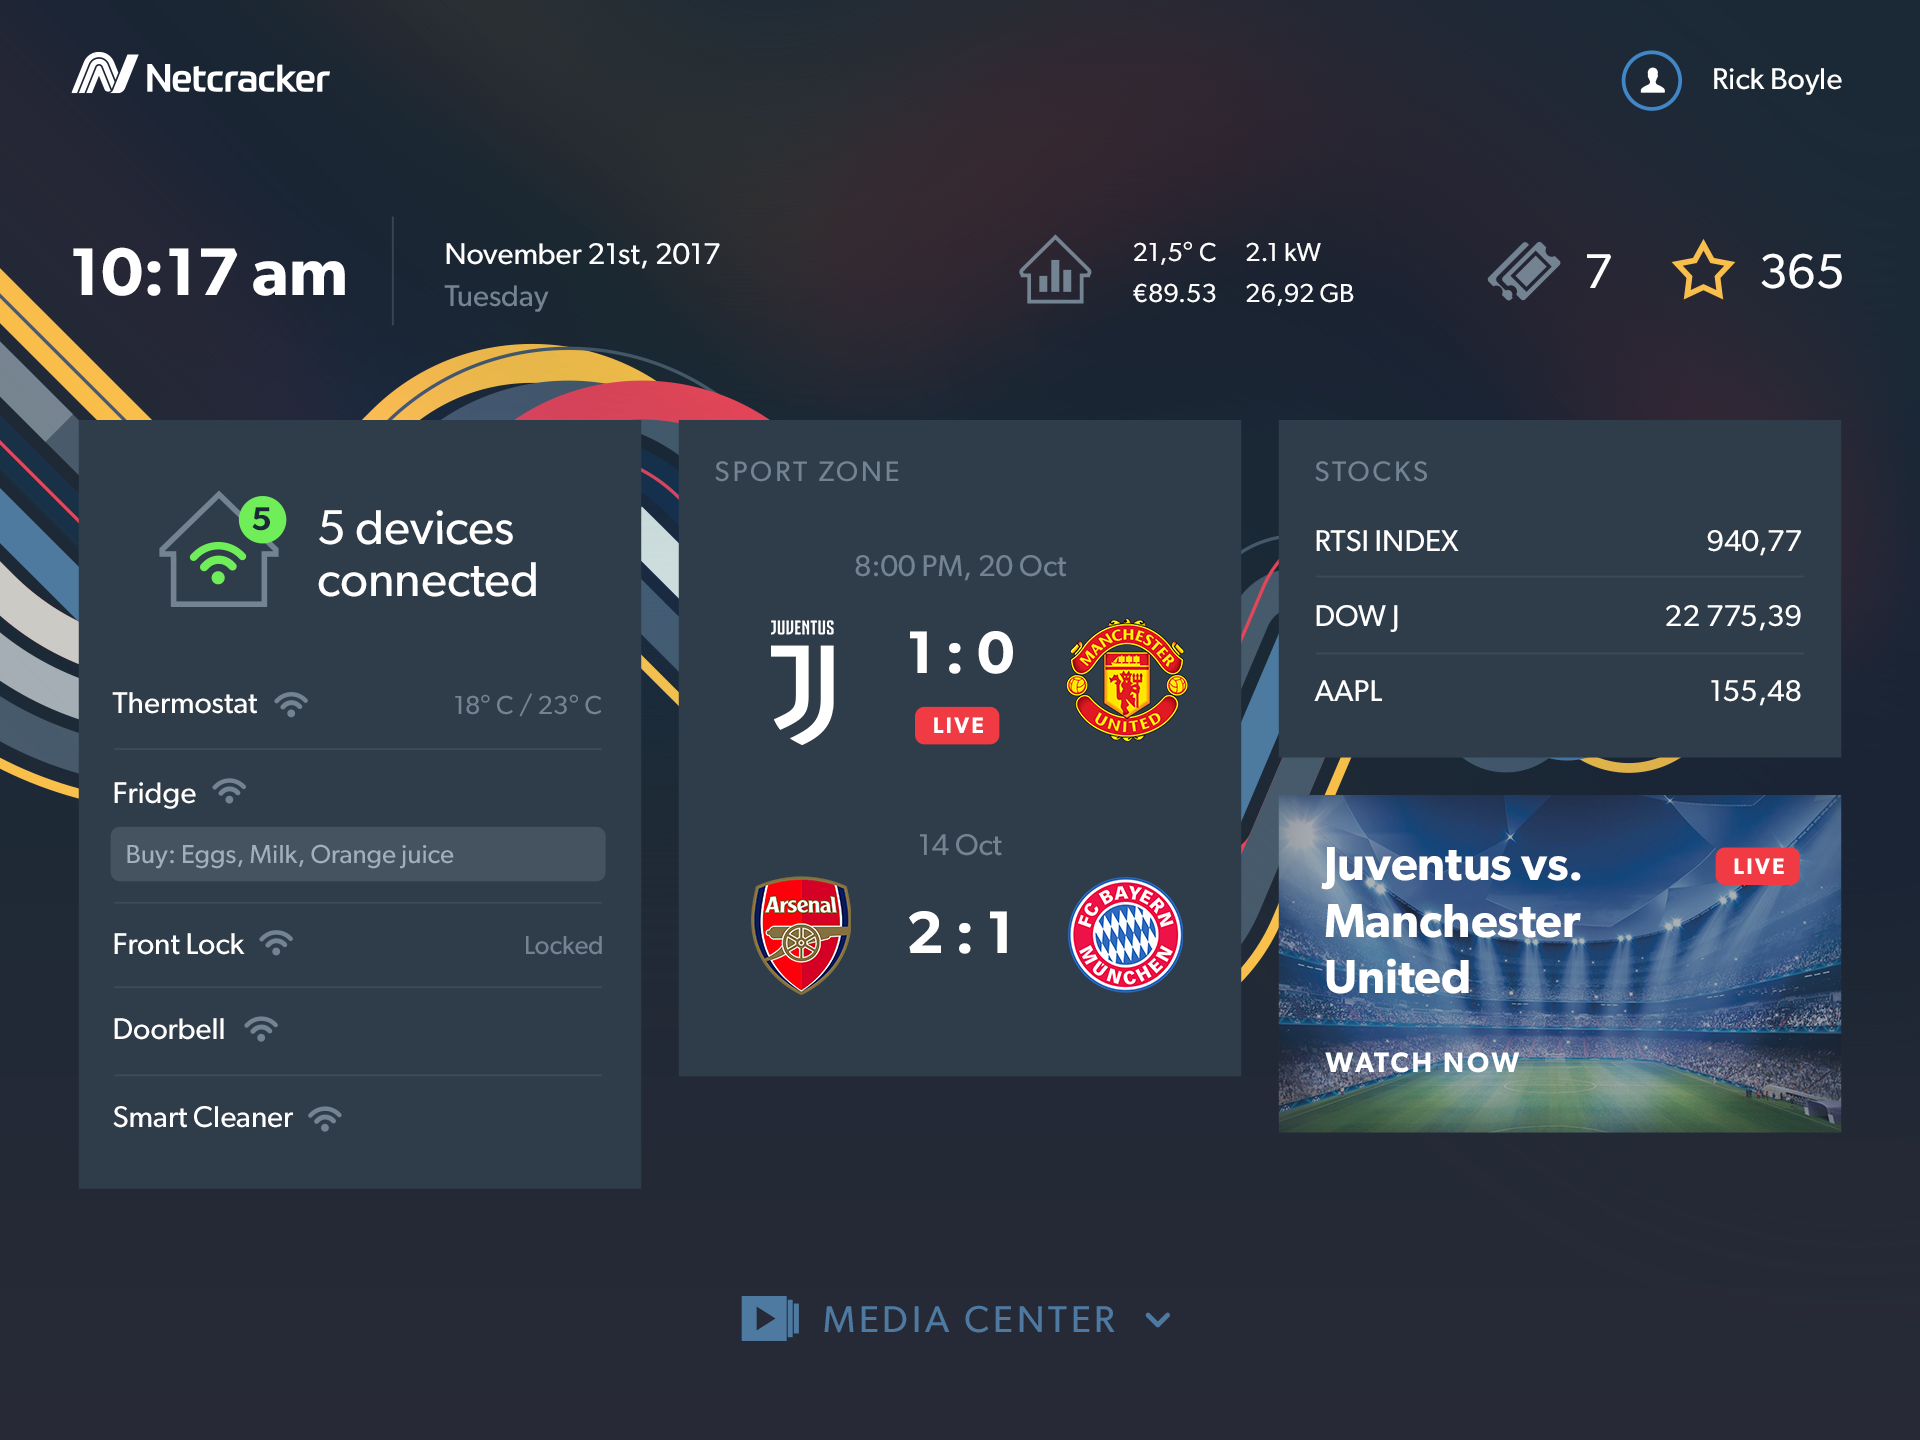 Netcracker
Rick Boyle
10:17 am
November 21st, 2017
Tuesday
21,5° C 2.1 kW
€89.53 26,92 GB
7
365
5
5 devices
connected
Thermostat 18° C / 23° C
Fridge
Buy: Eggs, Milk, Orange juice
Front Lock Locked
Doorbell
Smart Cleaner
SPORT ZONE
8:00 PM, 20 Oct
JUVENTUS
1 : 0
MANCHESTER
UNITED
LIVE
14 Oct
Arsenal
2 : 1
FC BAYERN
MÜNCHEN
STOCKS
RTSI INDEX 940,77
DOW J 22 775,39
AAPL 155,48
Juventus vs.
Manchester
United
LIVE
WATCH NOW
MEDIA CENTER